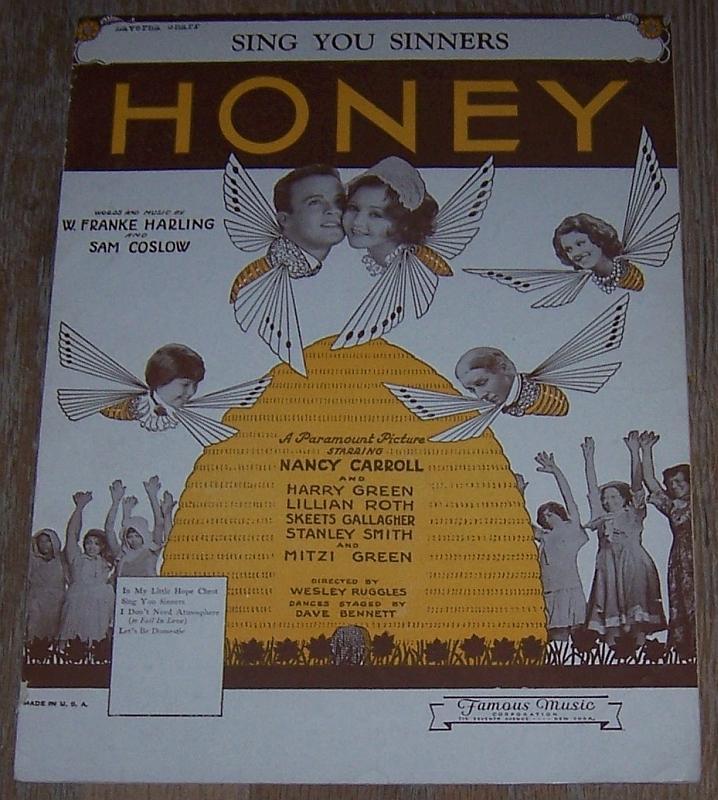 SING YOU SINNERS
HONEY
WORDS AND MUSIC BY
W. FRANKE HARLING
AND
SAM COSLOW
A Paramount Picture
STARRING
NANCY CARROLL
AND
HARRY GREEN
LILLIAN ROTH
SKEETS GALLAGHER
STANLEY SMITH
AND
MITZI GREEN
DIRECTED BY
WESLEY RUGGLES
DANCES STAGED BY
DAVE BENNETT
In My Little Hope Chest
Sing You Sinners
I Don't Need Atmosphere
(to Fall In Love)
Let's Be Domestic
MADE IN U. S. A.
Famous Music
CORPORATION
SEVENTH AVENUE NEW YORK